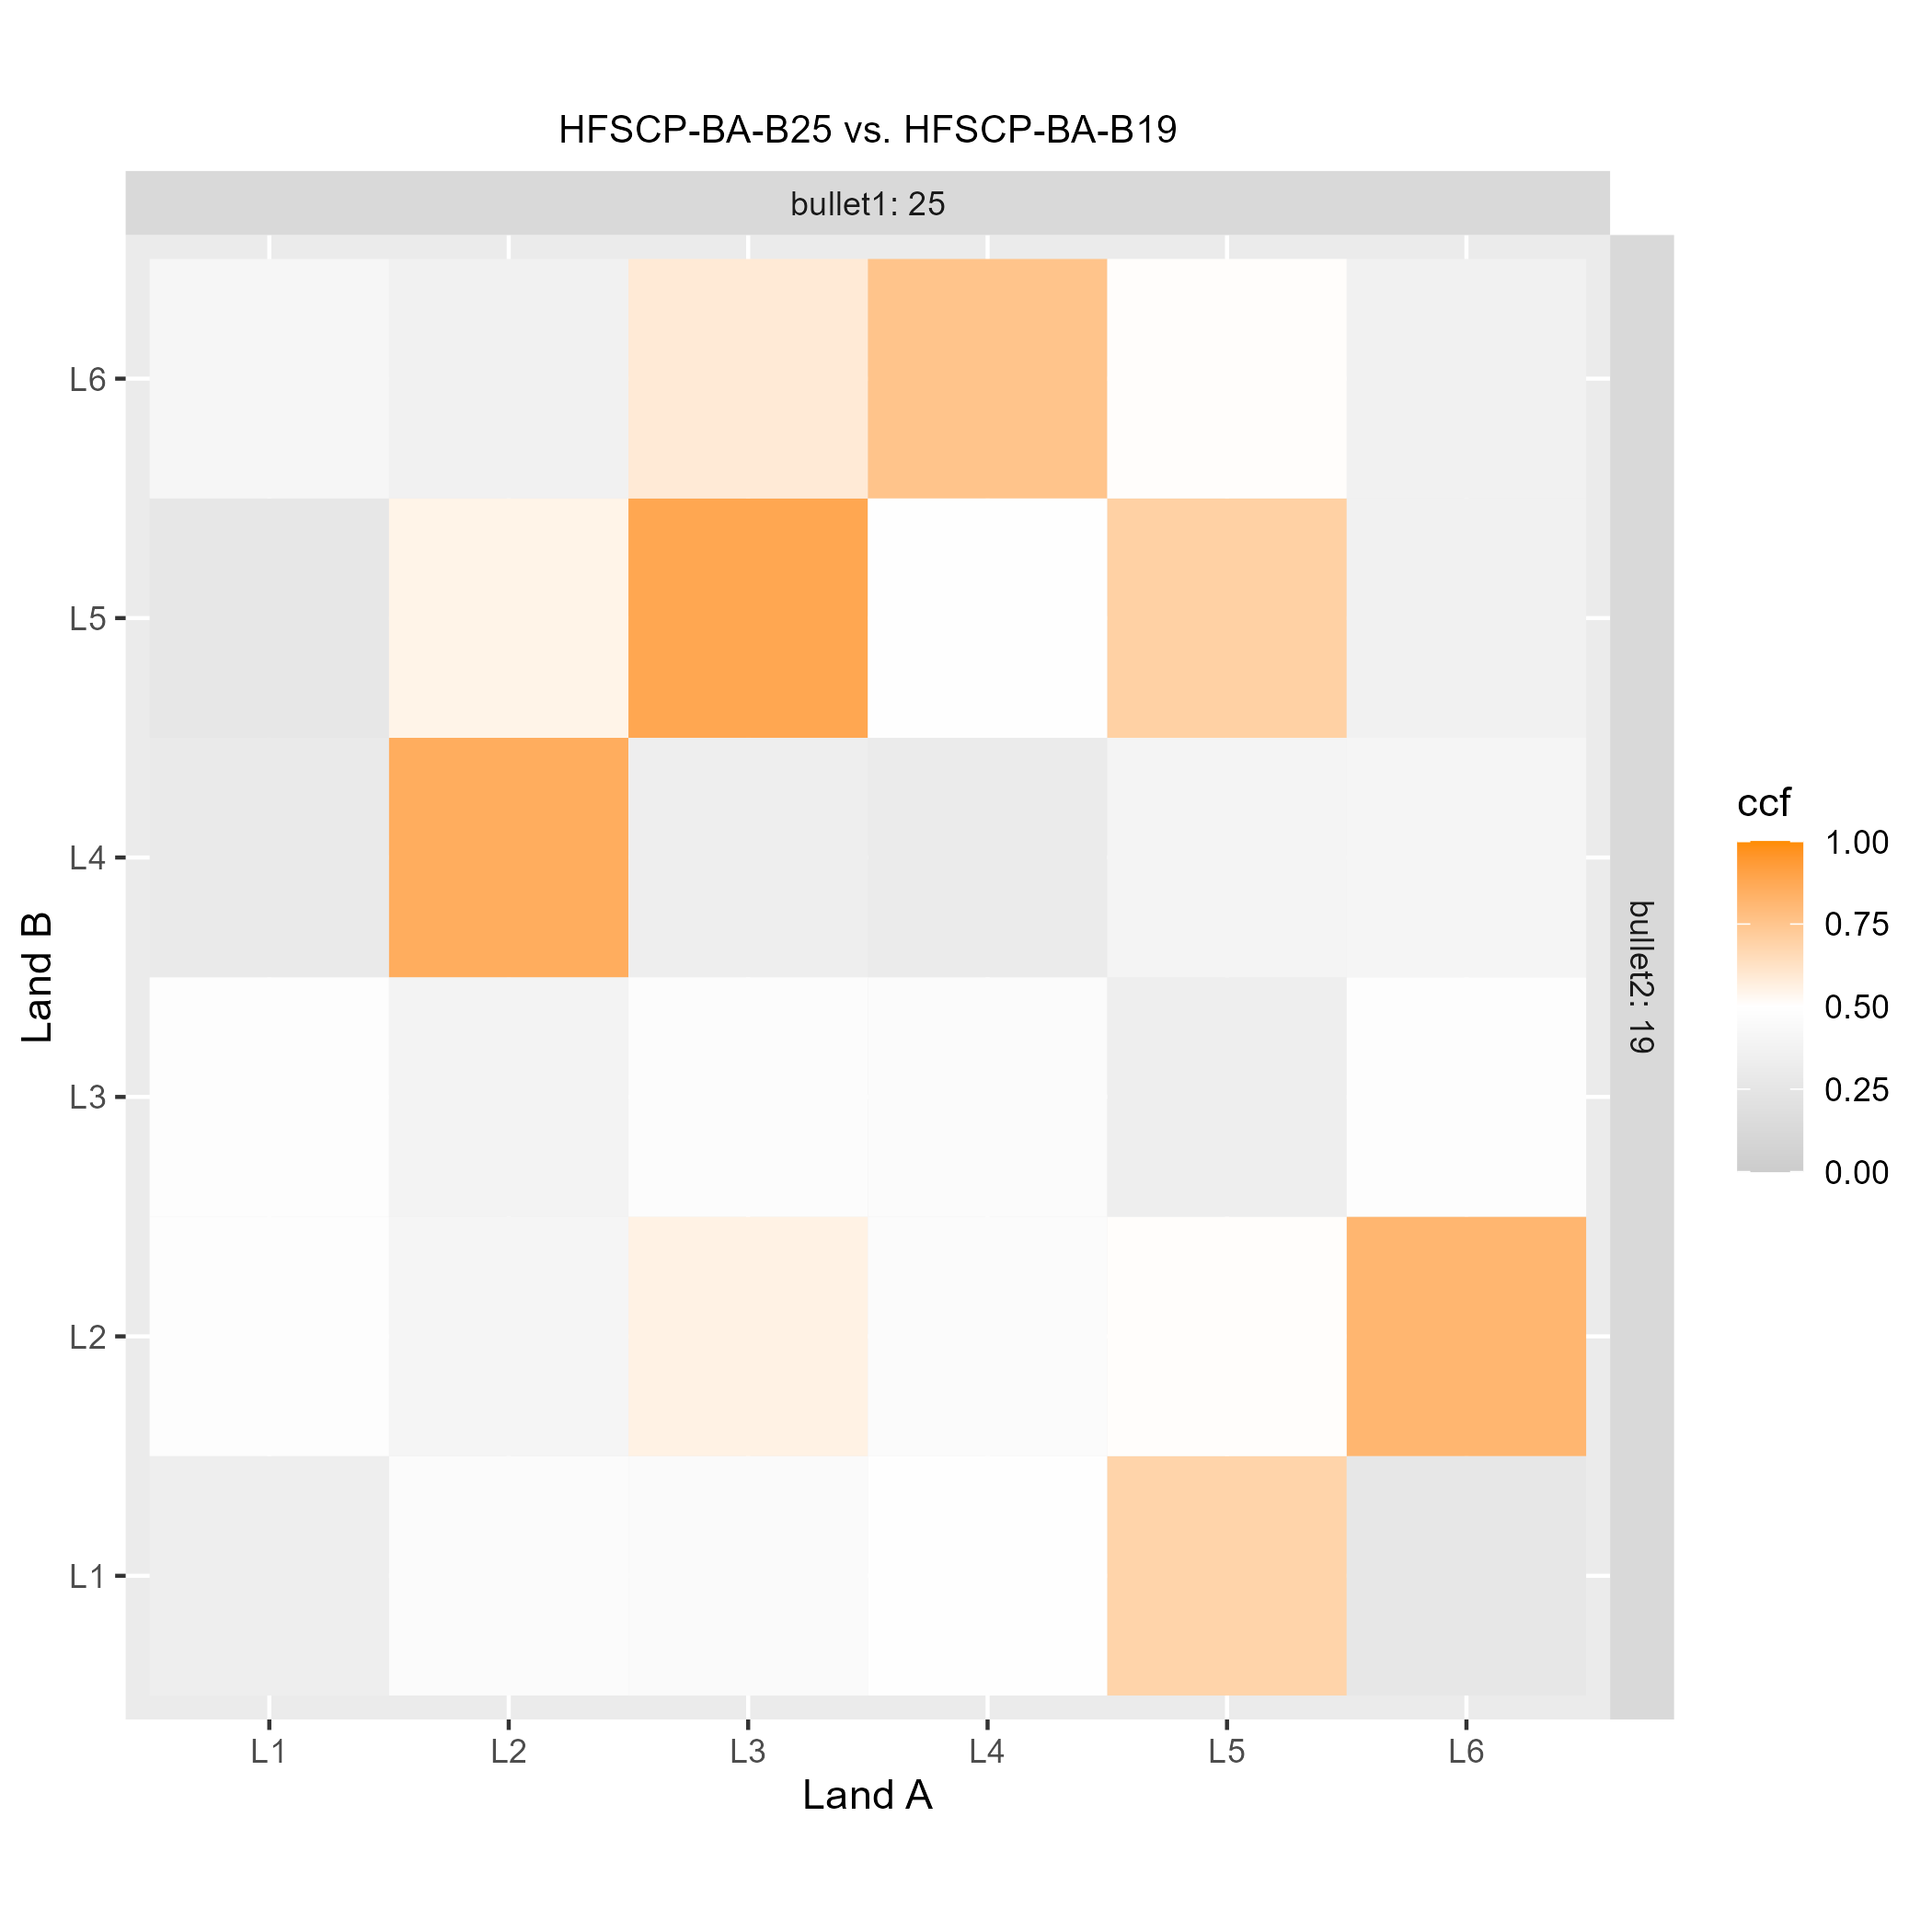 HFSCP-BA-B25 vs. HFSCP-BA-B19
bullet1: 25
L6
L5
L4
L3
L2
L1
Land B
L1 L2 L3 L4 L5 L6
Land A
bullet2: 19
ccf
1.00
0.75
0.50
0.25
0.00